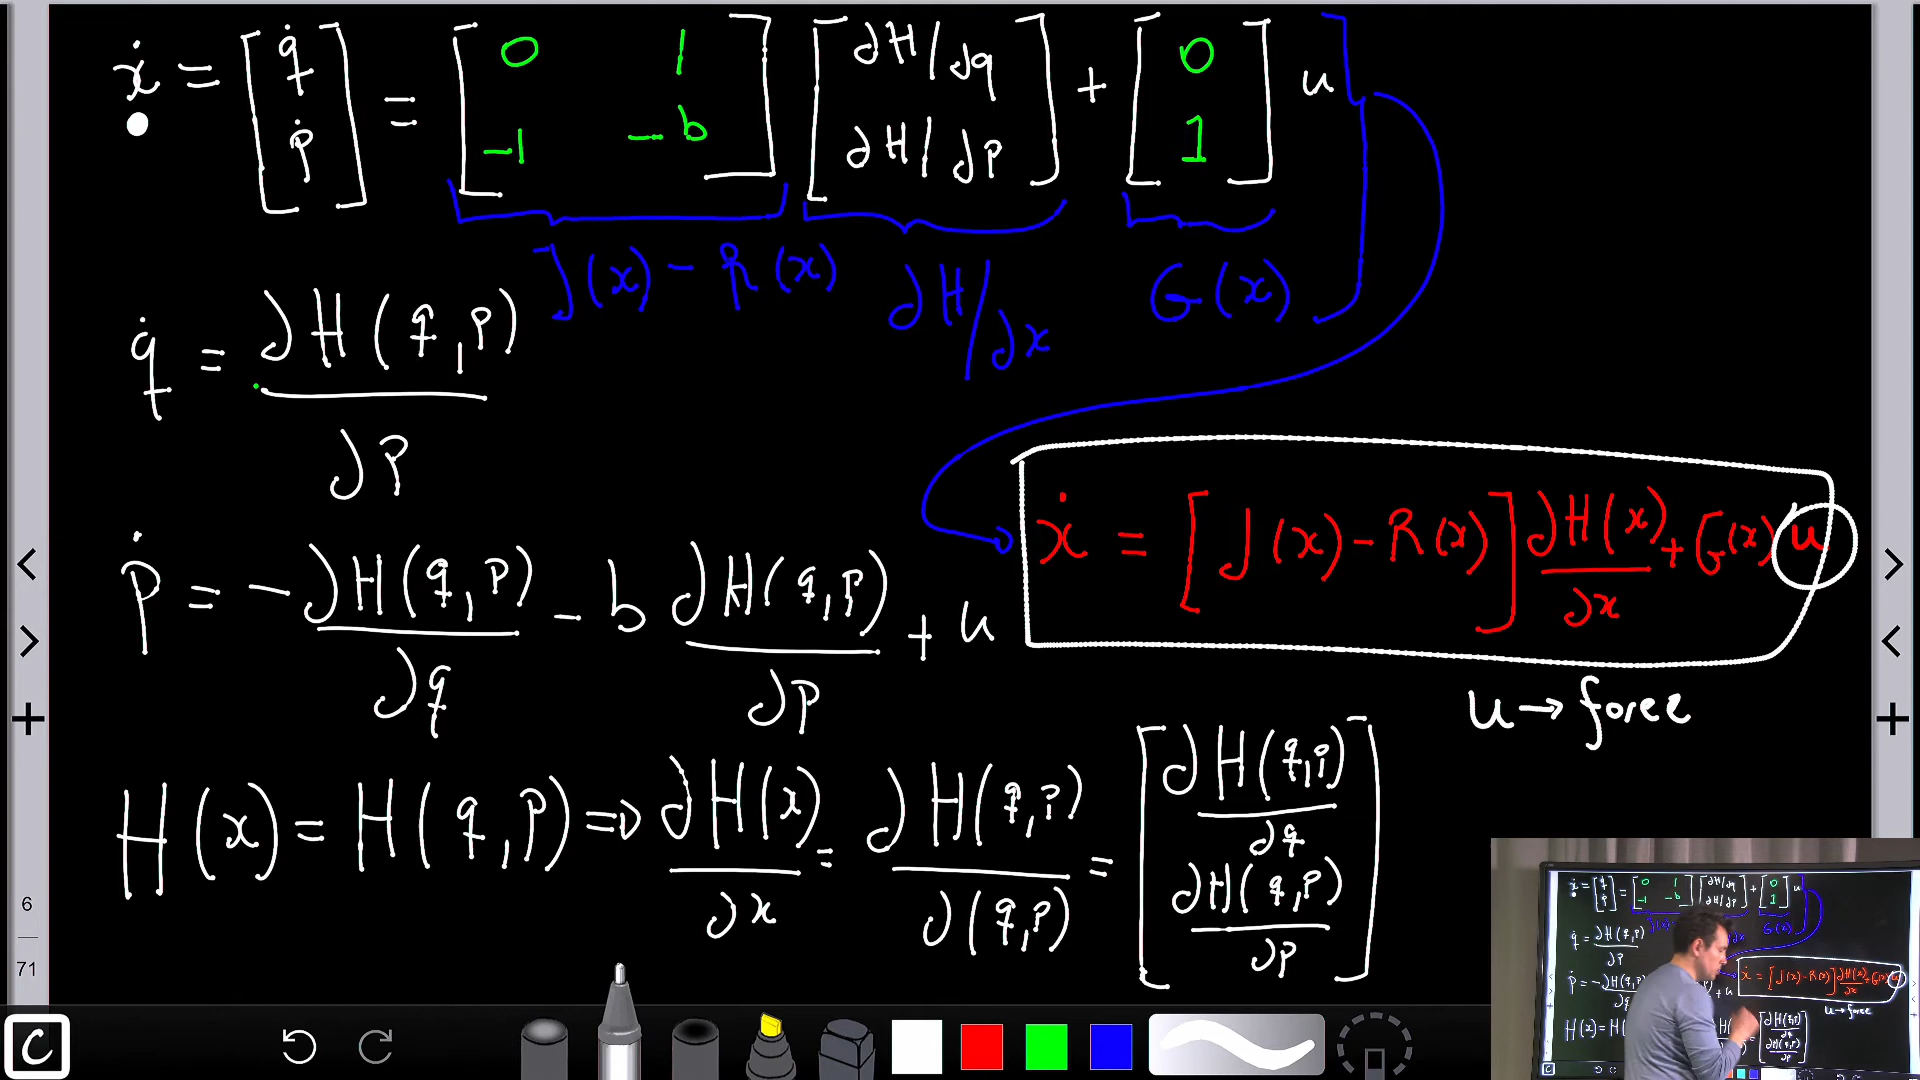 ẋ = [q̇ ṗ] = [0 1 -1 -b] [∂H/∂q ∂H/∂p] + [0 1] u
J(x) - R(x) ∂H/∂x G(x)
q̇ = ∂H(q,p)/∂p
ẋ = [J(x) - R(x)] ∂H(x)/∂x + G(x) u
ṗ = -∂H(q,p)/∂q - b ∂H(q,p)/∂p + u
u → force
H(x) = H(q,p) ⇒ ∂H(x)/∂x = ∂H(q,p)/∂(q,p) = [∂H(q,p)/∂q ∂H(q,p)/∂p]
6
71